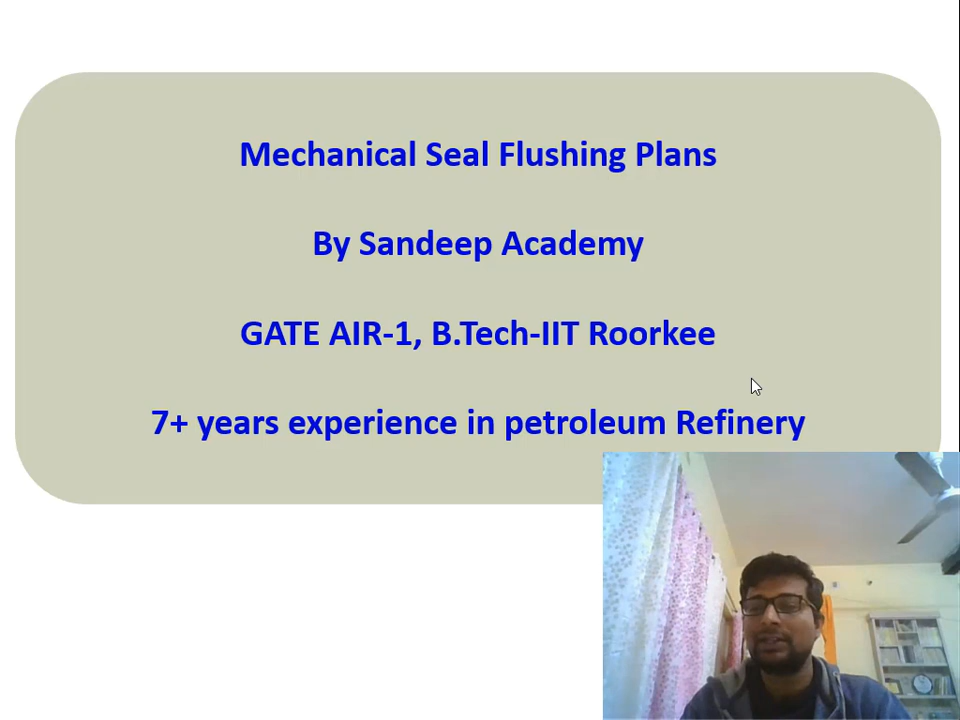 Mechanical Seal Flushing Plans
By Sandeep Academy
GATE AIR-1, B.Tech-IIT Roorkee
7+ years experience in petroleum Refinery